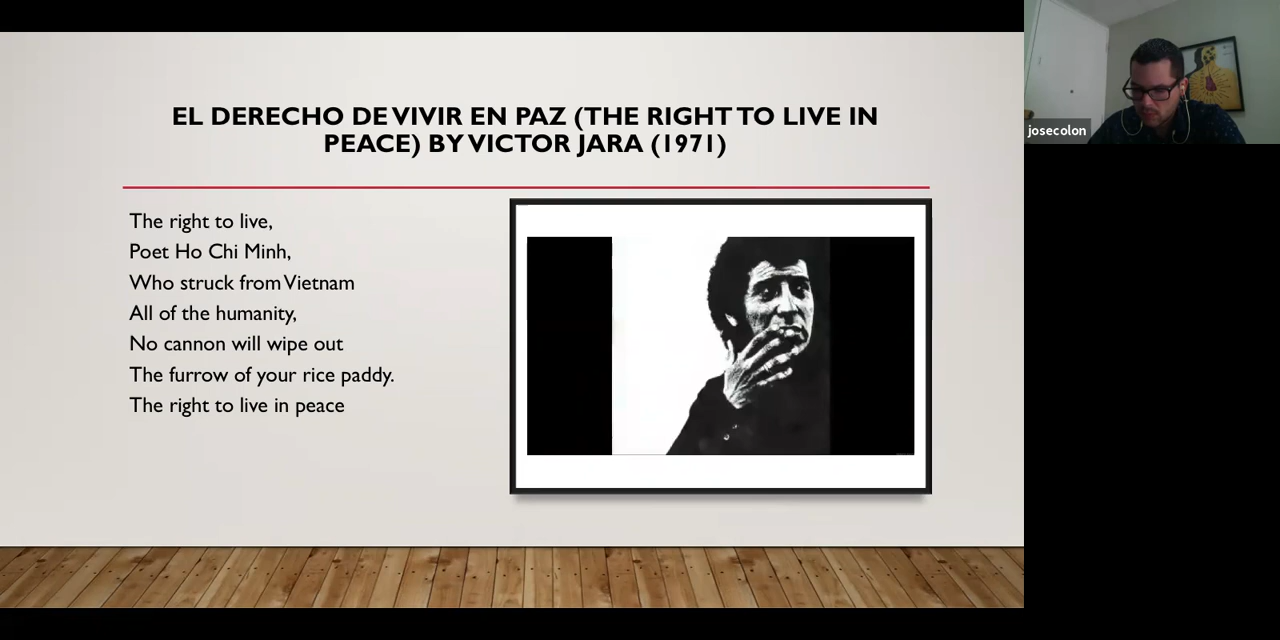 EL DERECHO DE VIVIR EN PAZ (THE RIGHT TO LIVE IN
PEACE) BY VICTOR JARA (1971)
The right to live,
Poet Ho Chi Minh,
Who struck from Vietnam
All of the humanity,
No cannon will wipe out
The furrow of your rice paddy.
The right to live in peace
josecolon